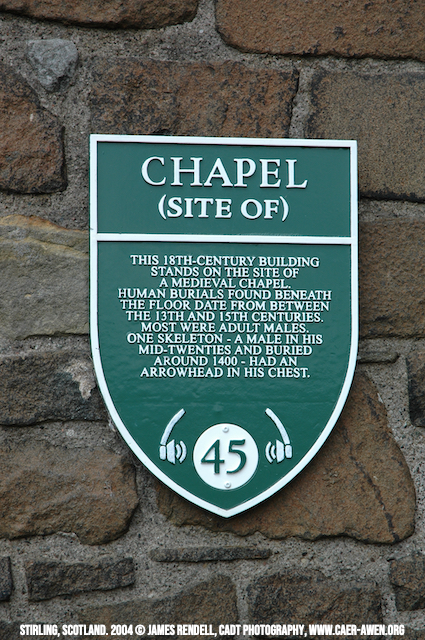 CHAPEL
(SITE OF)
THIS 18TH-CENTURY BUILDING
STANDS ON THE SITE OF
A MEDIEVAL CHAPEL.
HUMAN BURIALS FOUND BENEATH
THE FLOOR DATE FROM BETWEEN
THE 13TH AND 15TH CENTURIES.
MOST WERE ADULT MALES.
ONE SKELETON - A MALE IN HIS
MID-TWENTIES AND BURIED
AROUND 1400 - HAD AN
ARROWHEAD IN HIS CHEST.
45
STIRLING, SCOTLAND. 2004 © JAMES RENDELL, CADT PHOTOGRAPHY, WWW.CAER-AWEN.ORG